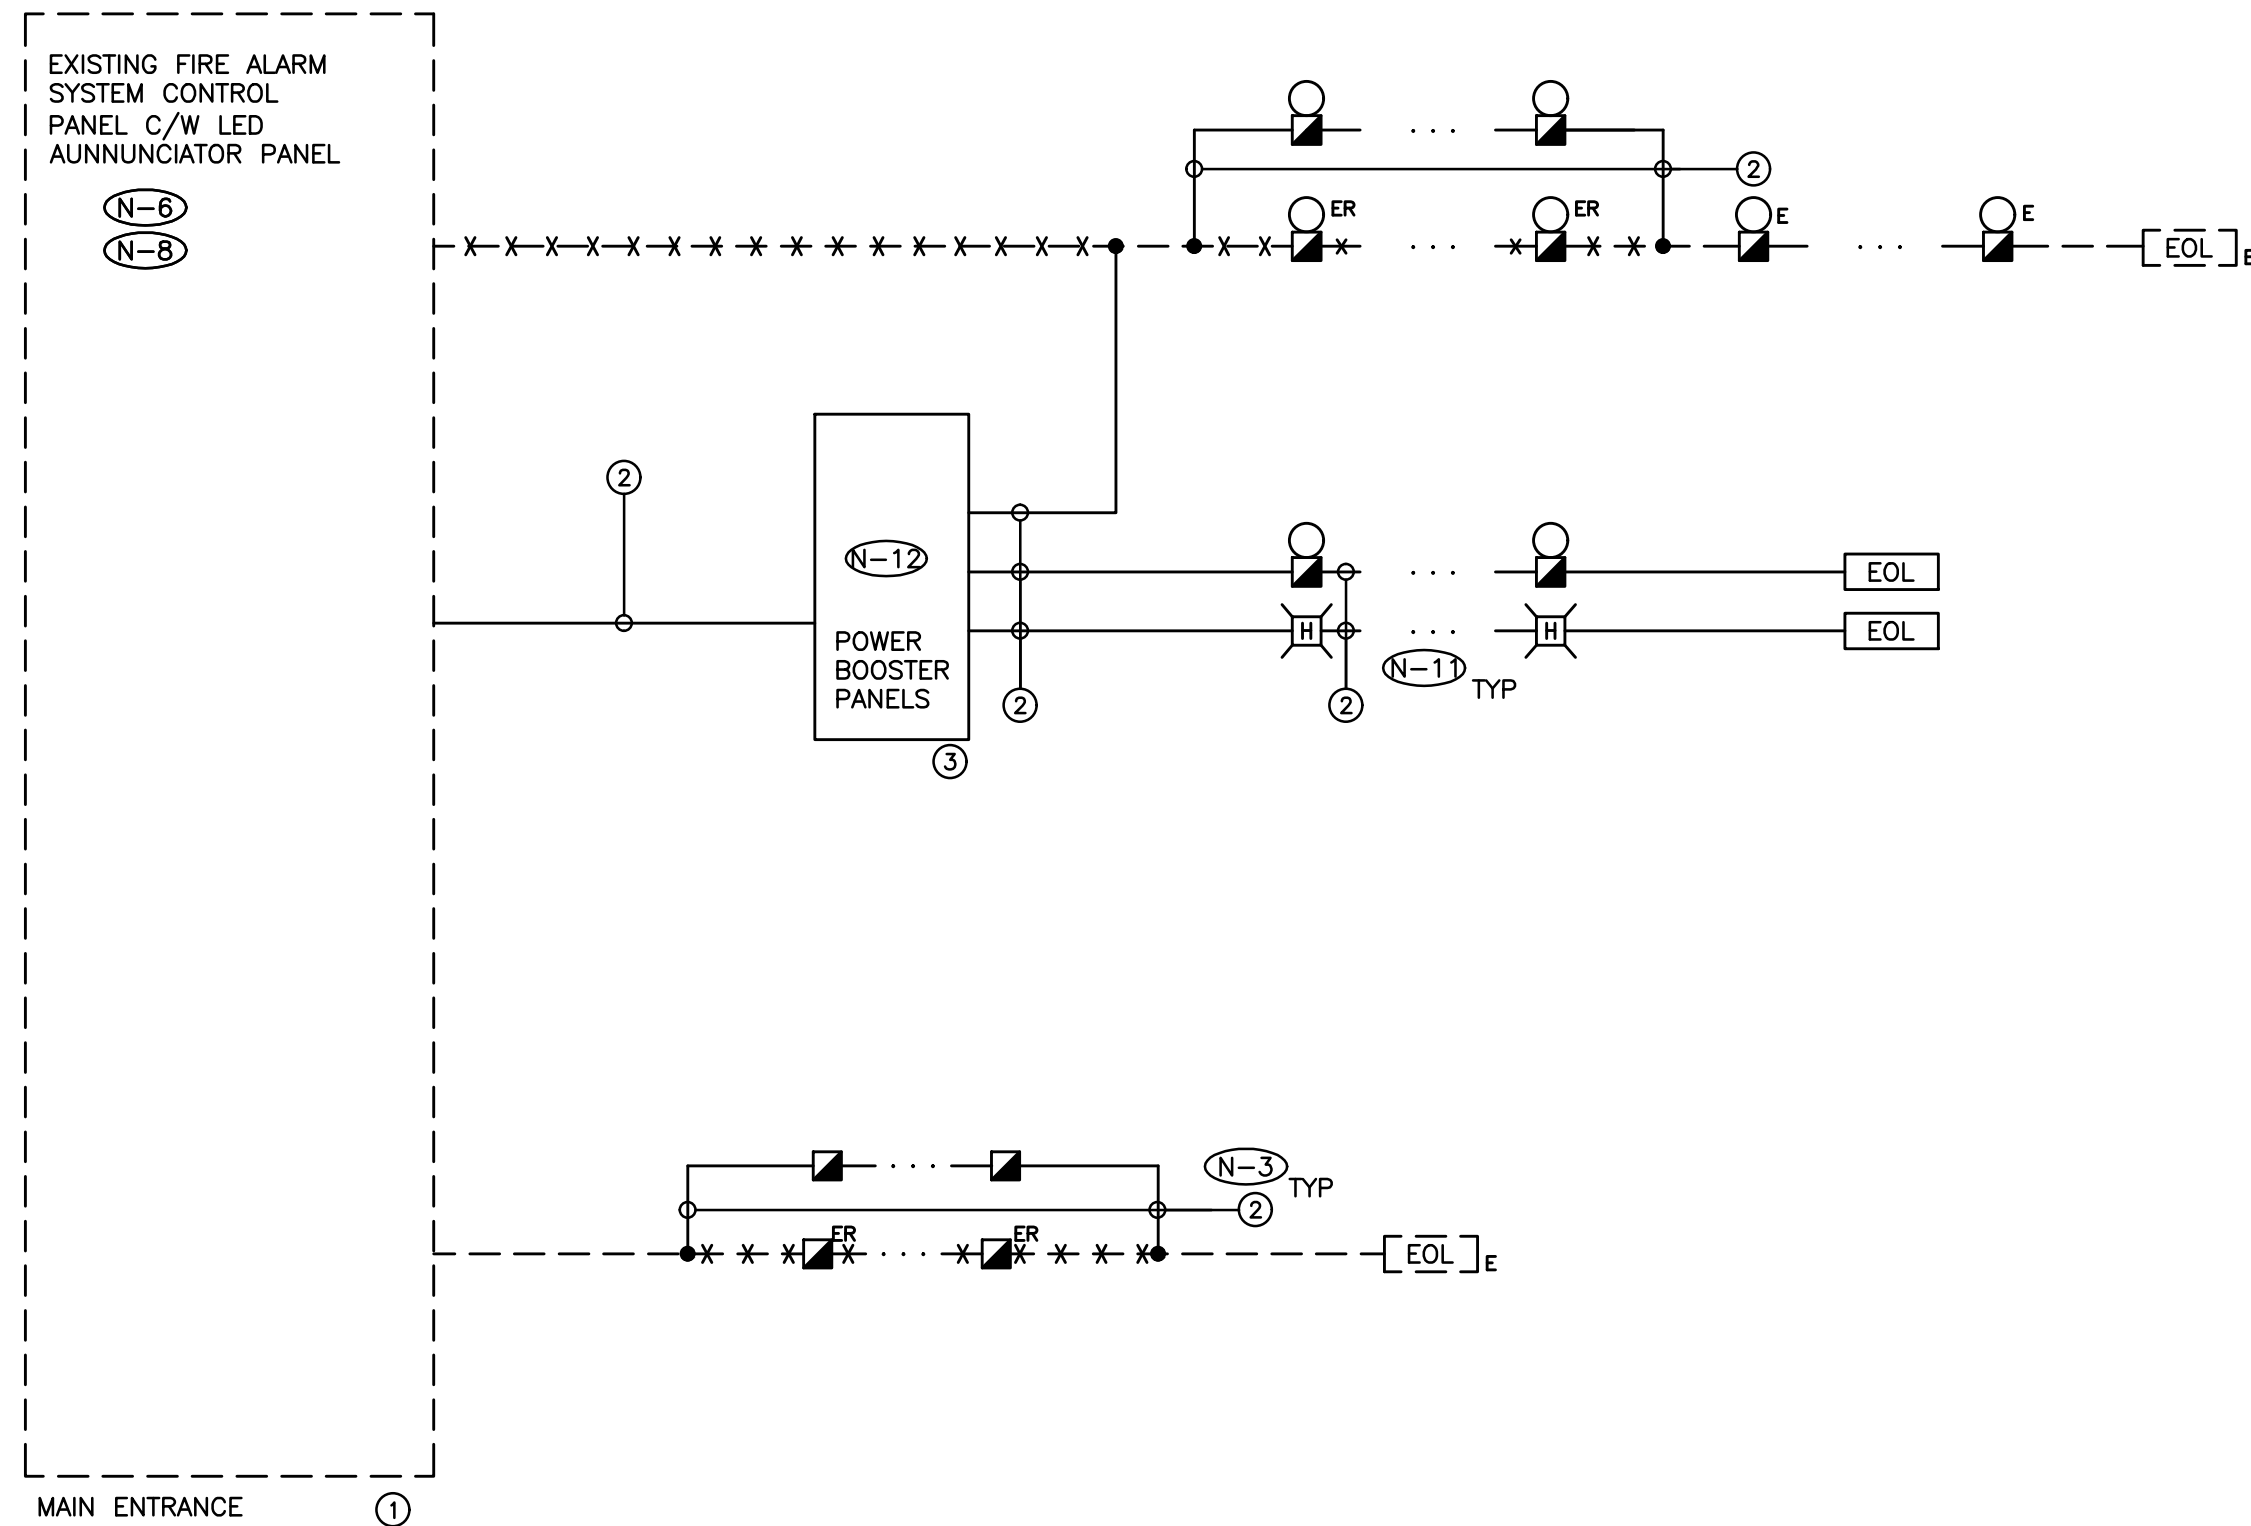 EXISTING FIRE ALARM
SYSTEM CONTROL
PANEL C/W LED
AUNNUNCIATOR PANEL
N-6
N-8
2
ER
ER
E
E
EOL
E
2
N-12
POWER
BOOSTER
PANELS
3
2
H
H
2
N-11
TYP
EOL
EOL
N-3
TYP
2
ER
ER
EOL
E
MAIN ENTRANCE
1